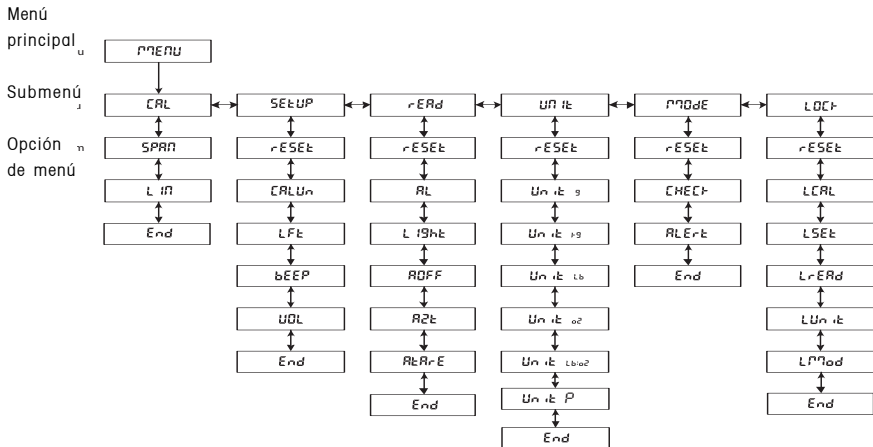 Menú
principal u
MENU
Submenú
CAL SEtUP rEAd UNIt MOdE LOCK
Opción n
de menú
SPAN rESEt rESEt rESEt rESEt rESEt
LIN CALUn AL Unit g CHECK LCAL
End LFt LIGht Unit kg ALErt LSEt
bEEP AOFF Unit Lb End LrEAd
VOL A2t Unit oz LUnit
End AtArE Unit Lb:oz LMod
End Unit P End
End